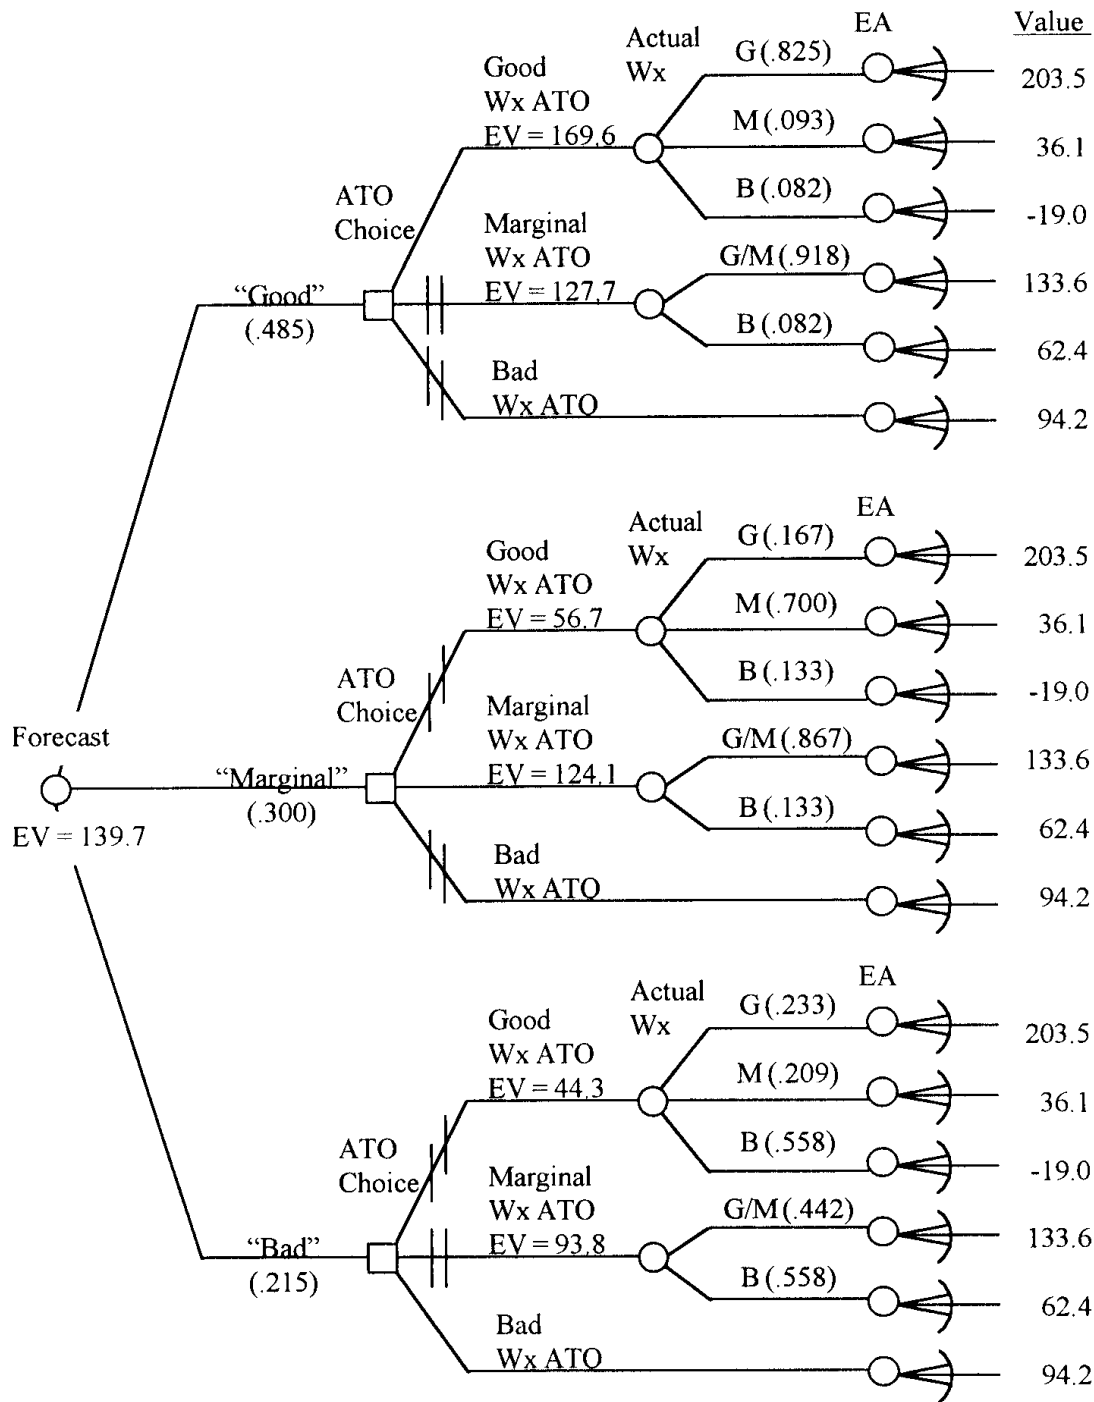 EA
Value
Actual
Wx
G (.825)
203.5
Good
Wx ATO
EV = 169.6
M (.093)
36.1
B (.082)
-19.0
ATO
Choice
Marginal
Wx ATO
EV = 127.7
G/M (.918)
133.6
B (.082)
62.4
“Good”
(.485)
Bad
Wx ATO
94.2
EA
Actual
Wx
G (.167)
203.5
Good
Wx ATO
EV = 56.7
M (.700)
36.1
B (.133)
-19.0
ATO
Choice
Marginal
Wx ATO
EV = 124.1
G/M (.867)
133.6
B (.133)
62.4
Forecast
EV = 139.7
“Marginal”
(.300)
Bad
Wx ATO
94.2
EA
Actual
Wx
G (.233)
203.5
Good
Wx ATO
EV = 44.3
M (.209)
36.1
B (.558)
-19.0
ATO
Choice
Marginal
Wx ATO
EV = 93.8
G/M (.442)
133.6
B (.558)
62.4
“Bad”
(.215)
Bad
Wx ATO
94.2